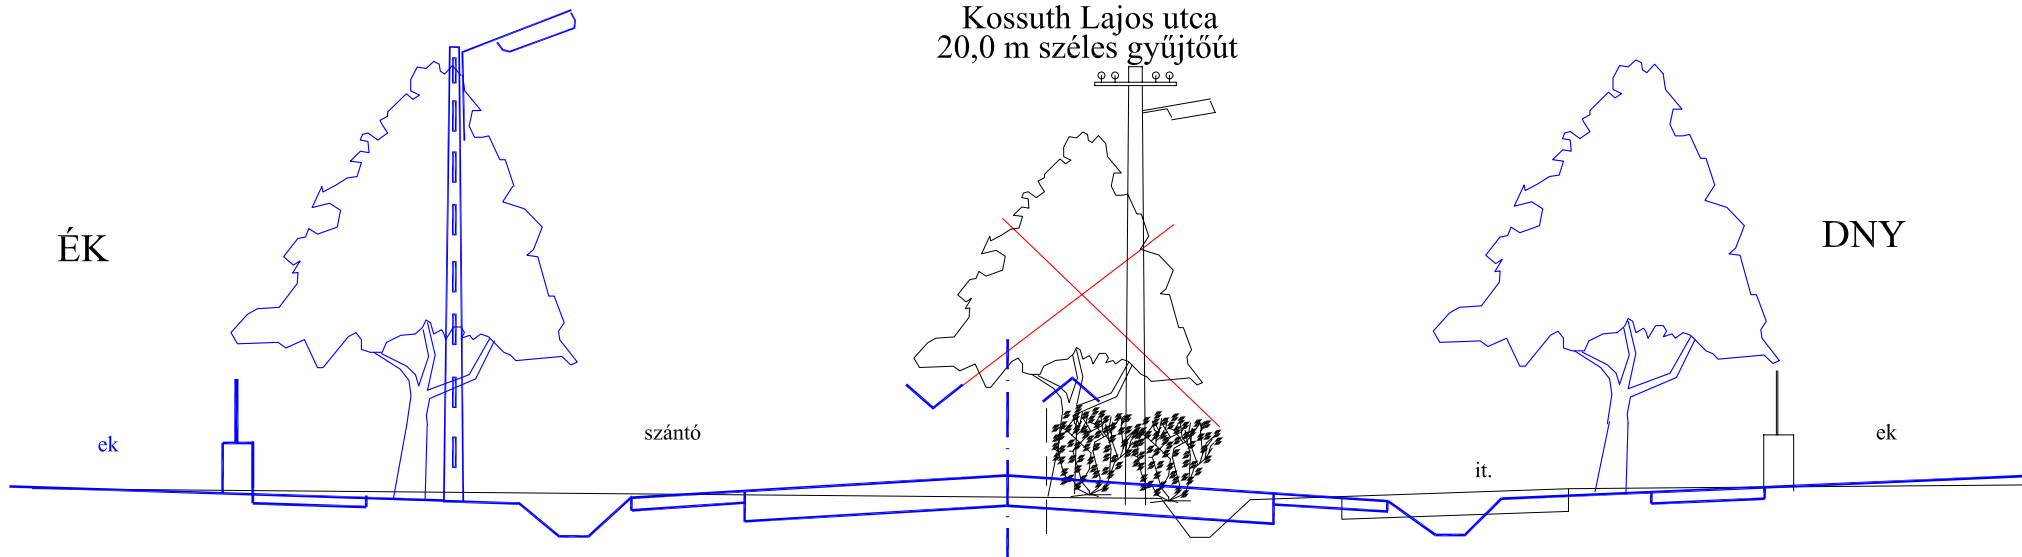 Kossuth Lajos utca
20,0 m széles gyűjtőút
ÉK
DNY
ek
szántó
it.
ek